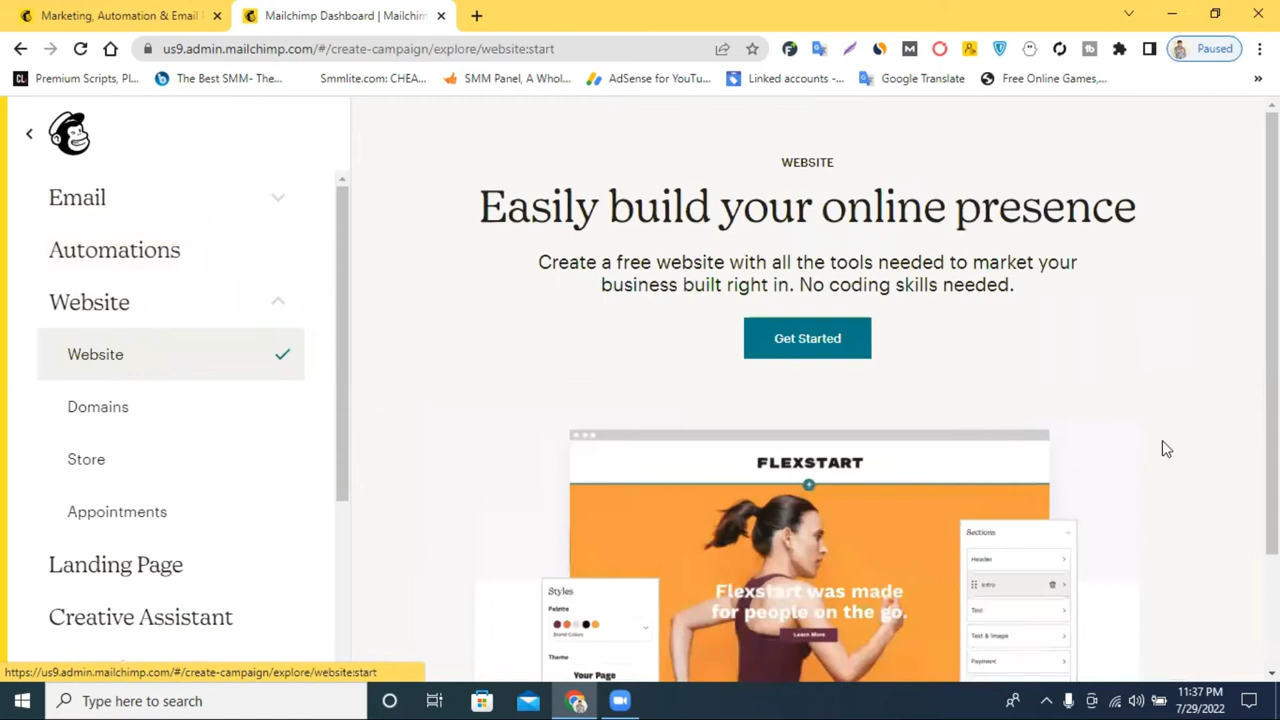 Marketing, Automation & Email
Mailchimp Dashboard | Mailchim
us9.admin.mailchimp.com/#/create-campaign/explore/website:start
Paused
CL Premium Scripts, Pl...
The Best SMM- The...
Smmlite.com: CHEA...
SMM Panel, A Whol...
AdSense for YouTu...
Linked accounts -...
Google Translate
Free Online Games,...
Email
Automations
Website
Website
Domains
Store
Appointments
Landing Page
Creative Assistant
WEBSITE
Easily build your online presence
Create a free website with all the tools needed to market your
business built right in. No coding skills needed.
Get Started
FLEXSTART
Flexstart was made
for people on the go.
Learn More
Styles
Palette
Brand Colors
Theme
Your Page
Sections
Header
Intro
Text
Text & Image
Payment
https://us9.admin.mailchimp.com/#/create-campaign/explore/website:start
Type here to search
11:37 PM
7/29/2022